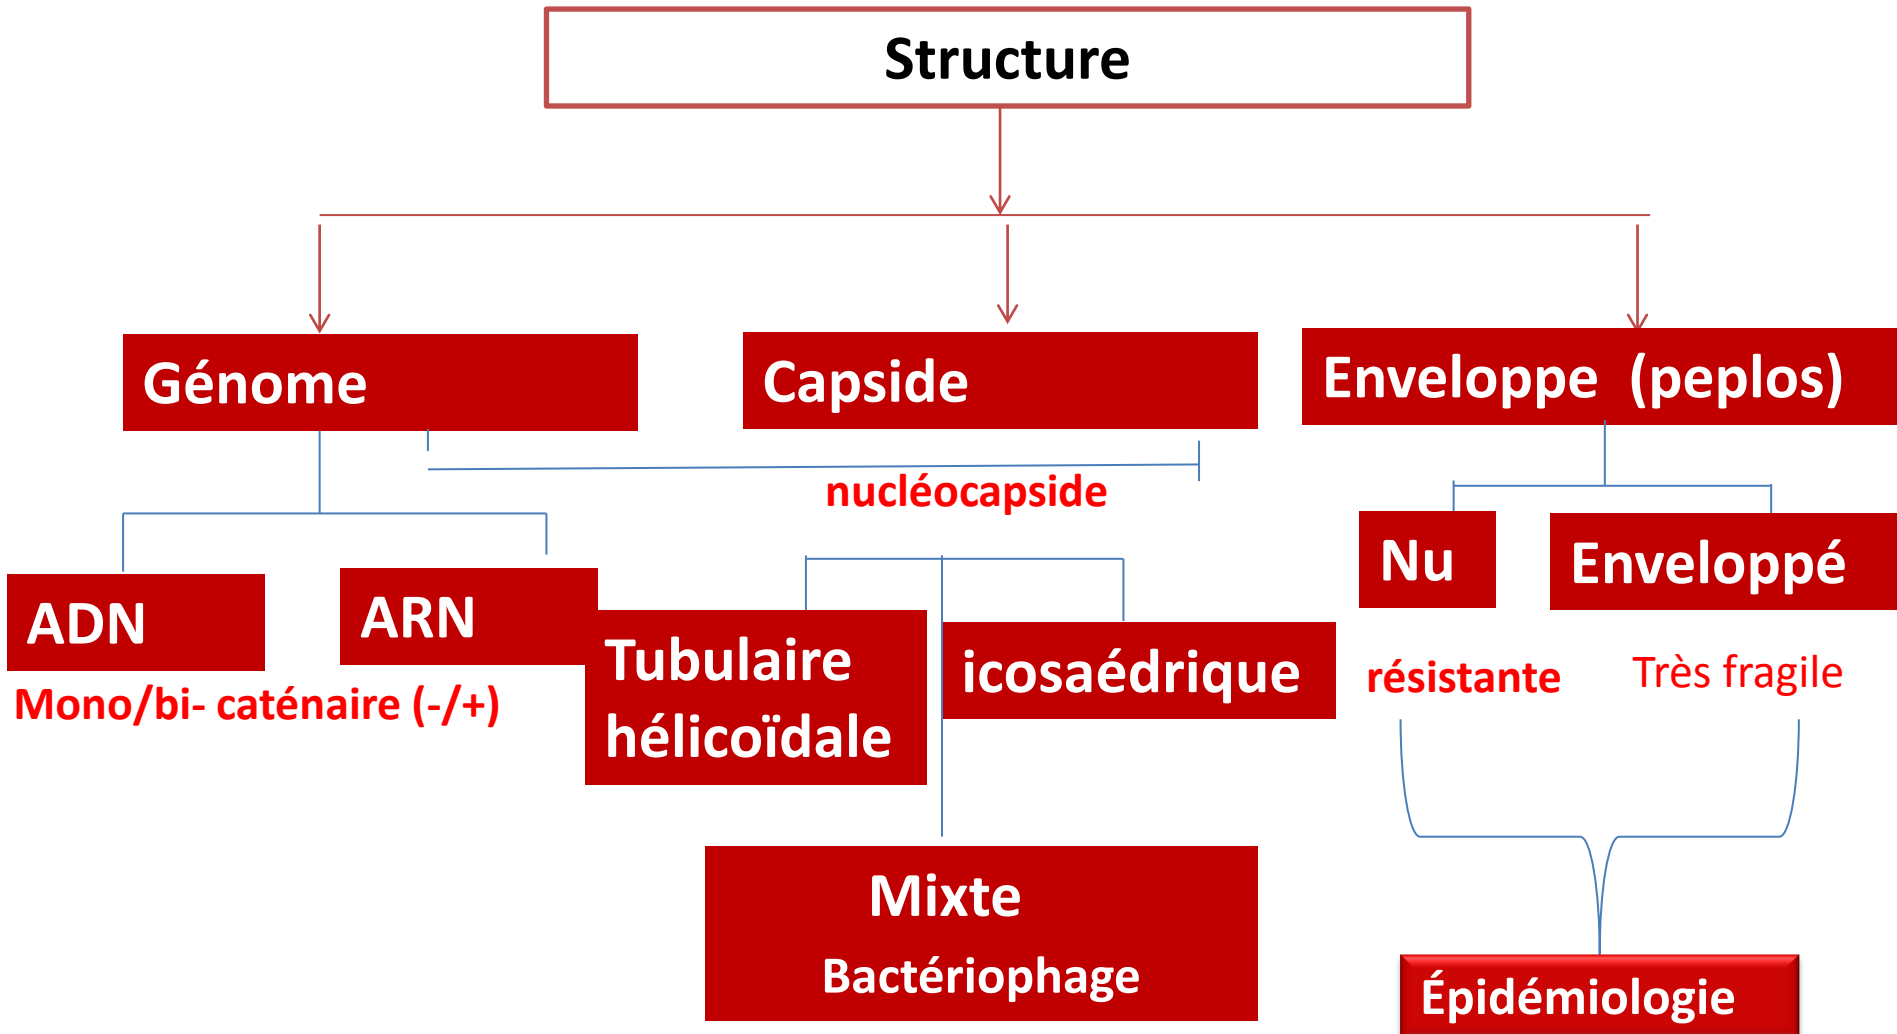 Structure
Génome
Capside
Enveloppe (peplos)
nucléocapside
Nu
Enveloppé
ADN
ARN
Tubulaire
hélicoïdale
icosaédrique
résistante
Très fragile
Mono/bi- caténaire (-/+)
Mixte
Bactériophage
Épidémiologie